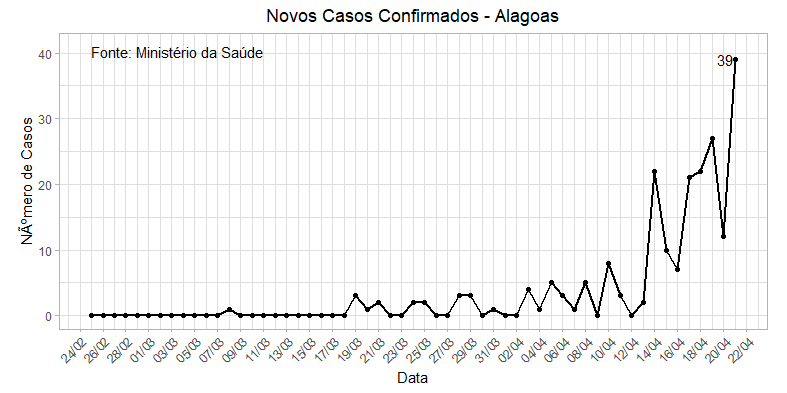 Novos Casos Confirmados - Alagoas
Fonte: Ministério da Saúde
39
NÃºmero de Casos
40
30
20
10
0
24/02 26/02 28/02 01/03 03/03 05/03 07/03 09/03 11/03 13/03 15/03 17/03 19/03 21/03 23/03 25/03 27/03 29/03 31/03 02/04 04/04 06/04 08/04 10/04 12/04 14/04 16/04 18/04 20/04 22/04
Data